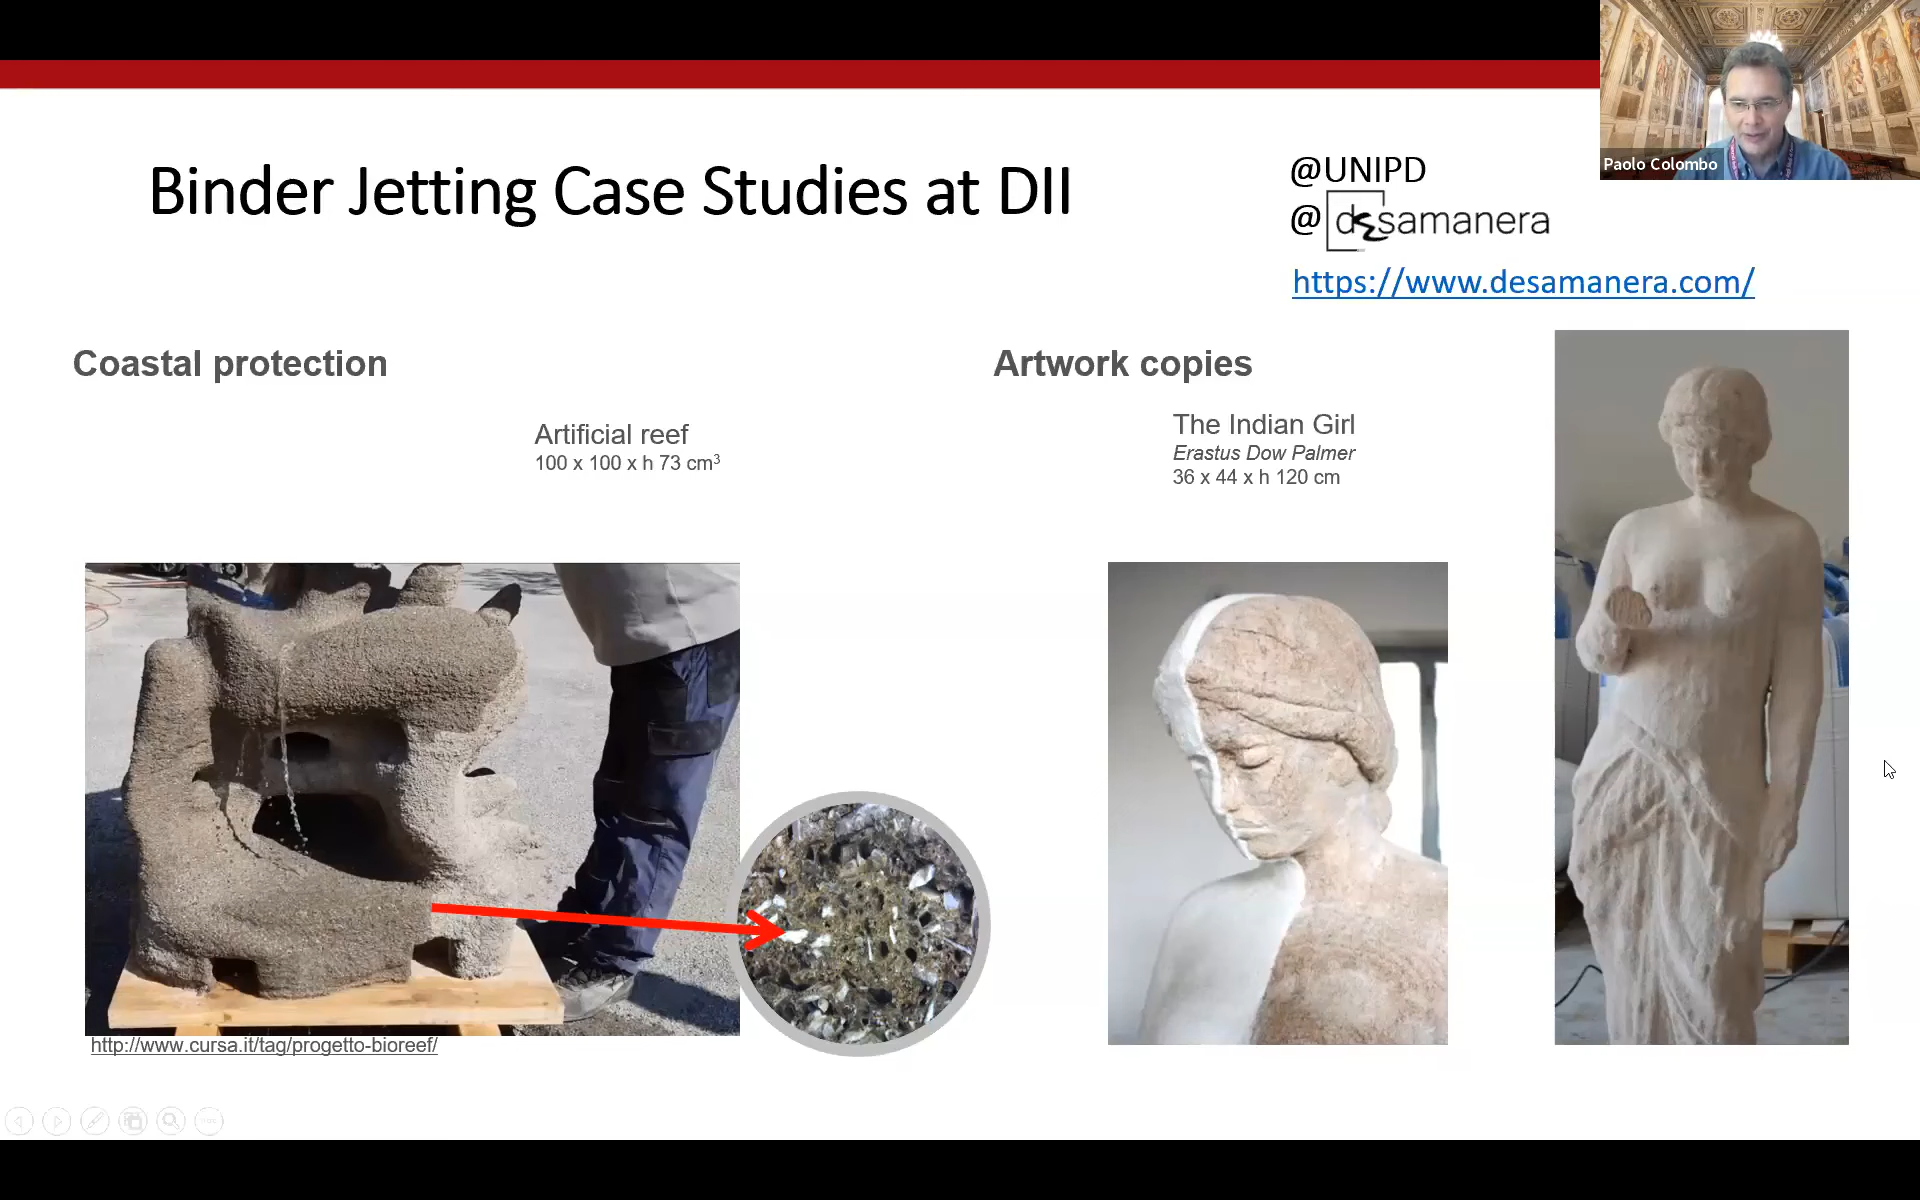 Paolo Colombo
Binder Jetting Case Studies at DII
@UNIPD
@desamanera
https://www.desamanera.com/
Coastal protection
Artificial reef
100 x 100 x h 73 cm³
http://www.cursa.it/tag/progetto-bioreef/
Artwork copies
The Indian Girl
Erastus Dow Palmer
36 x 44 x h 120 cm